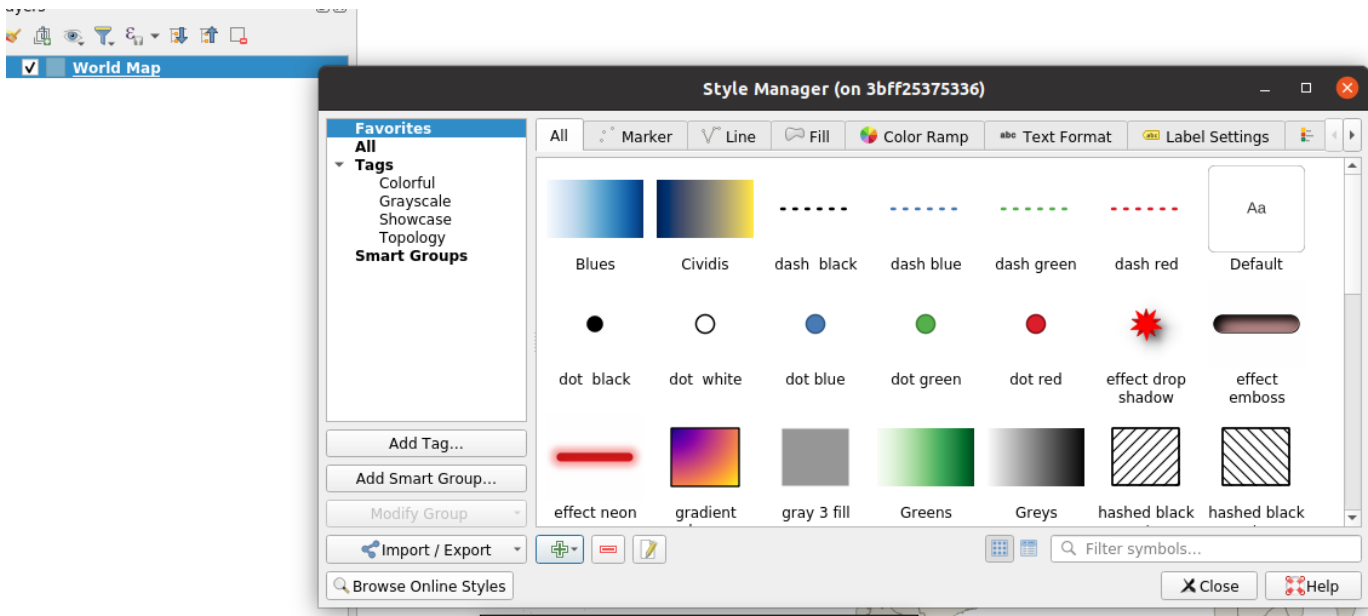 World Map
Style Manager (on 3bff25375336)
Favorites
All
Tags
Colorful
Grayscale
Showcase
Topology
Smart Groups
Add Tag...
Add Smart Group...
Modify Group
Import / Export
Browse Online Styles
All Marker Line Fill Color Ramp abc Text Format abc Label Settings
Aa
Blues Cividis dash black dash blue dash green dash red Default
dot black dot white dot blue dot green dot red effect drop shadow effect emboss
effect neon gradient gray 3 fill Greens Greys hashed black hashed black
Filter symbols...
Close Help